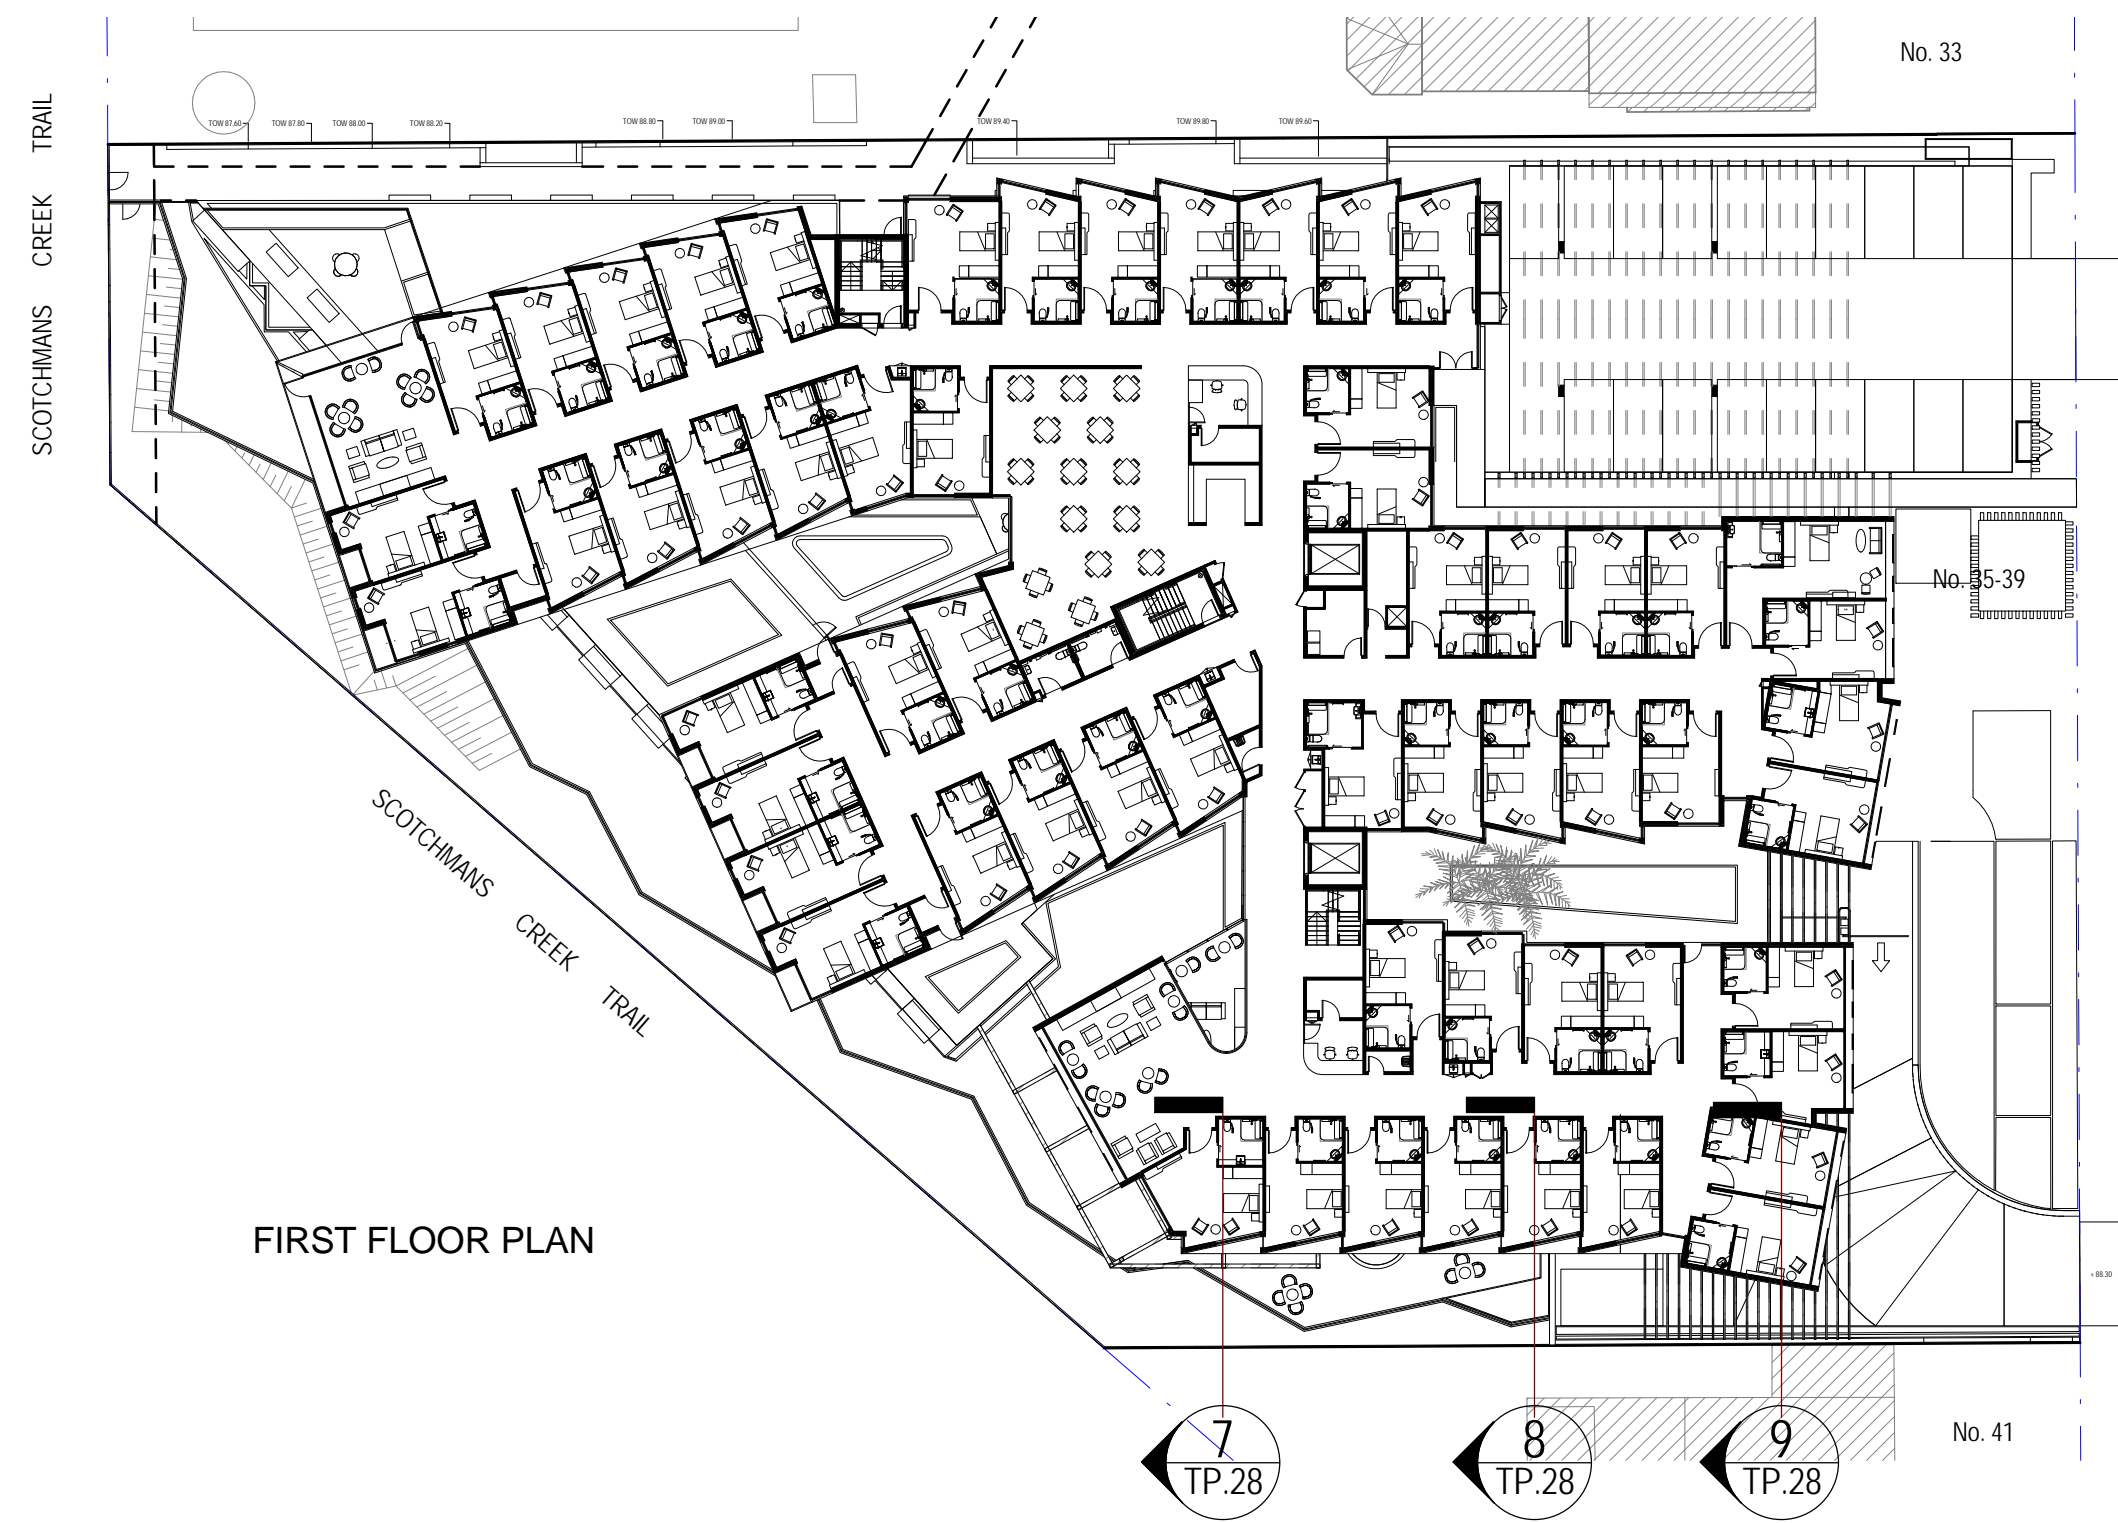 No. 33
SCOTCHMANS CREEK TRAIL
TOW 87.60
TOW 87.80
TOW 88.00
TOW 88.20
TOW 88.80
TOW 89.00
TOW 89.40
TOW 89.80
TOW 89.60
No. 35-39
SCOTCHMANS CREEK TRAIL
FIRST FLOOR PLAN
+ 88.30
7
TP.28
8
TP.28
9
TP.28
No. 41